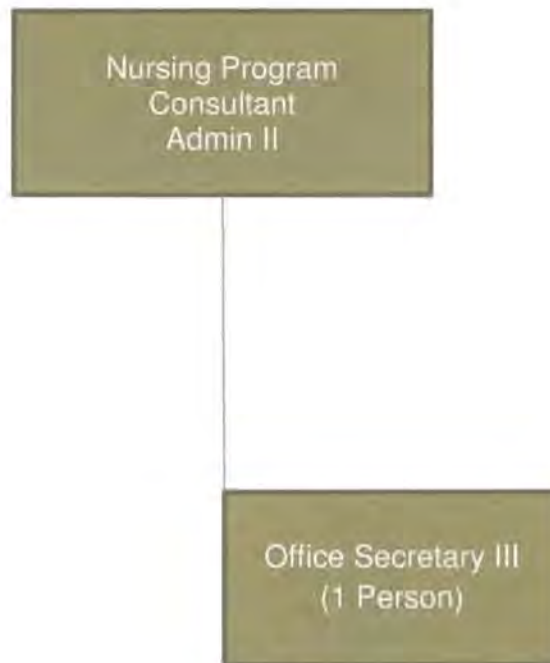 Nursing Program
Consultant
Admin II
Office Secretary III
(1 Person)